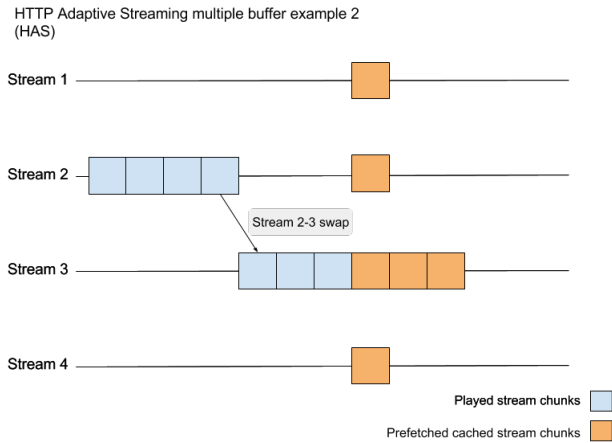 HTTP Adaptive Streaming multiple buffer example 2
(HAS)
Stream 1
Stream 2
Stream 2-3 swap
Stream 3
Stream 4
Played stream chunks
Prefetched cached stream chunks